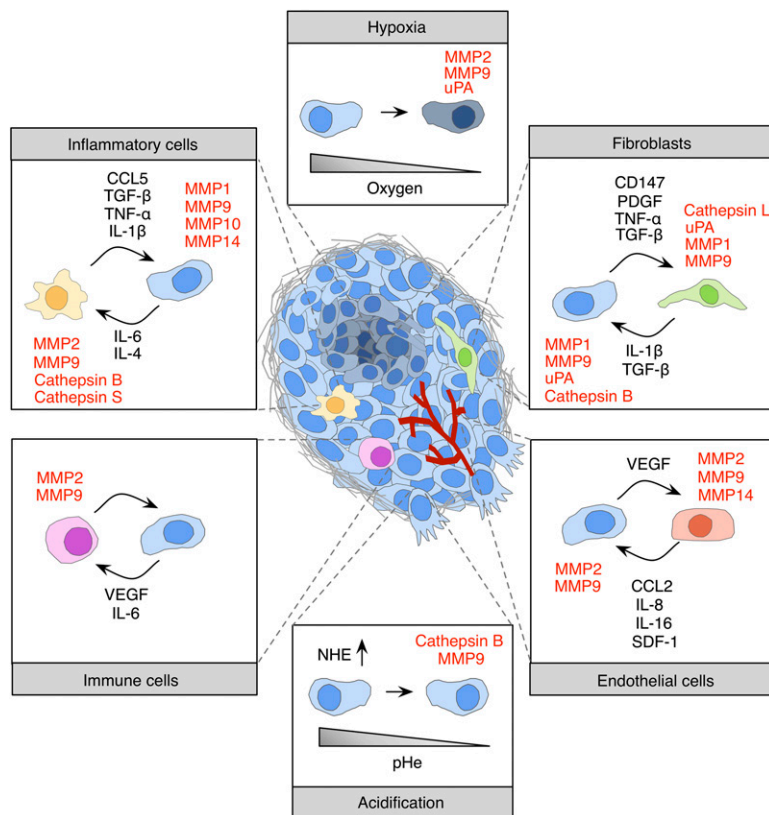 Hypoxia
MMP2
MMP9
uPA
Oxygen
Inflammatory cells
CCL5
TGF-β
TNF-α
IL-1β
MMP1
MMP9
MMP10
MMP14
IL-6
IL-4
MMP2
MMP9
Cathepsin B
Cathepsin S
Fibroblasts
CD147
PDGF
TNF-α
TGF-β
Cathepsin L
uPA
MMP1
MMP9
IL-1β
TGF-β
MMP1
MMP9
uPA
Cathepsin B
MMP2
MMP9
VEGF
IL-6
Immune cells
VEGF
MMP2
MMP9
MMP14
MMP2
MMP9
CCL2
IL-8
IL-16
SDF-1
Endothelial cells
NHE
Cathepsin B
MMP9
pHe
Acidification